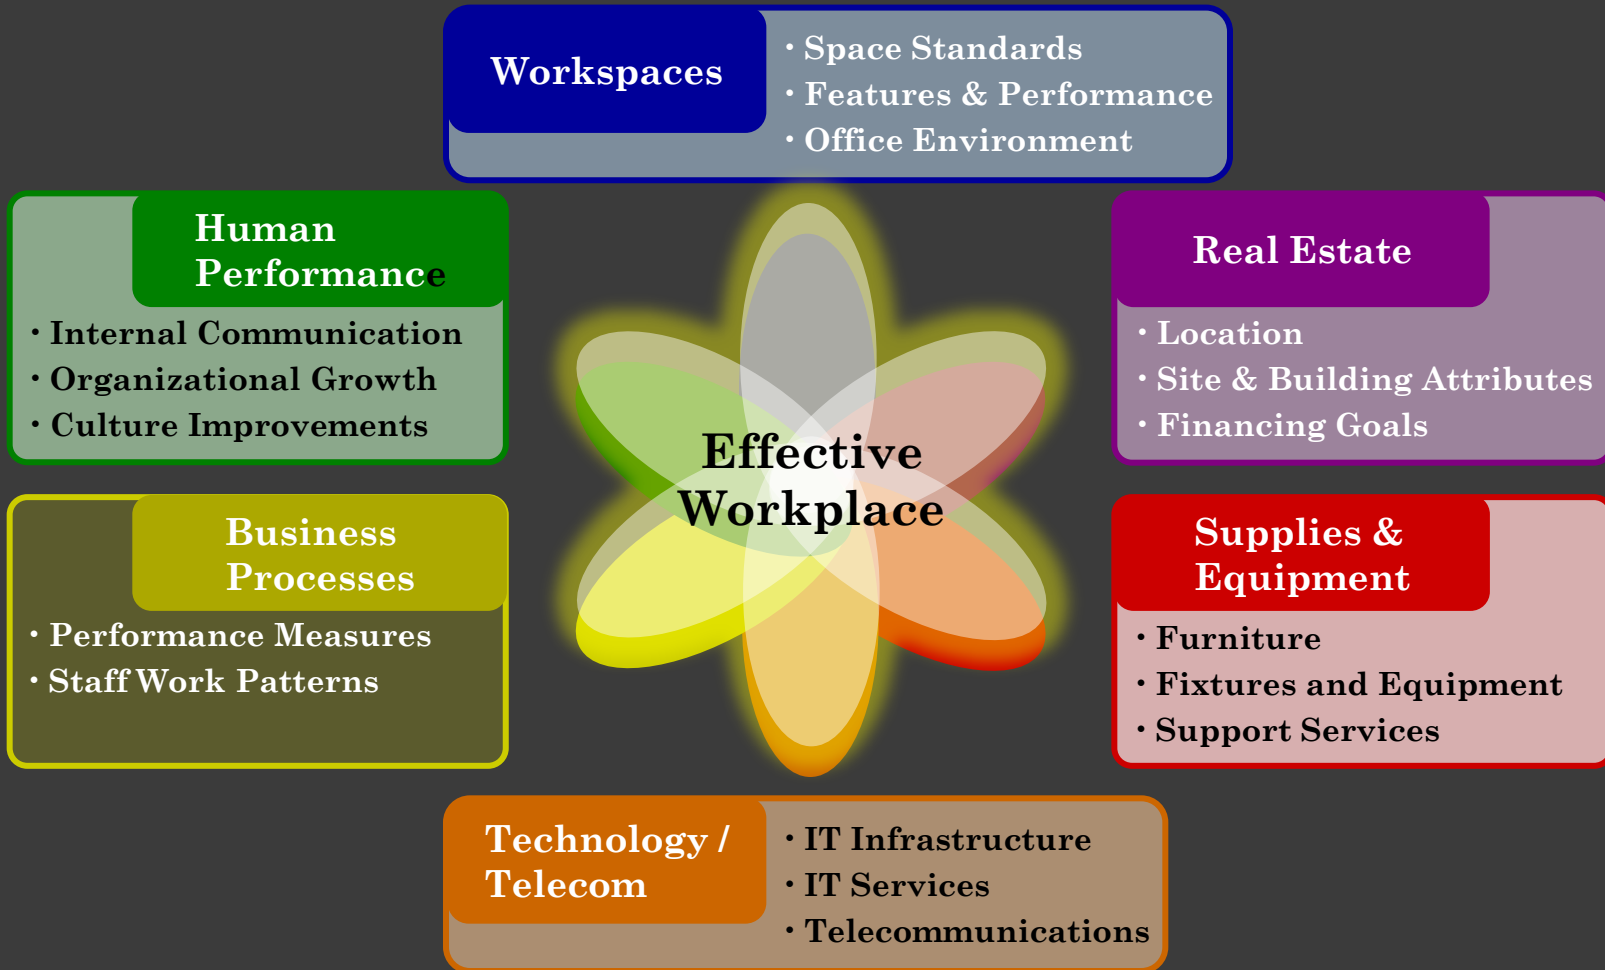 Workspaces
· Space Standards
· Features & Performance
· Office Environment
Human
Performance
· Internal Communication
· Organizational Growth
· Culture Improvements
Real Estate
· Location
· Site & Building Attributes
· Financing Goals
Effective
Workplace
Business
Processes
· Performance Measures
· Staff Work Patterns
Supplies &
Equipment
· Furniture
· Fixtures and Equipment
· Support Services
Technology /
Telecom
· IT Infrastructure
· IT Services
· Telecommunications